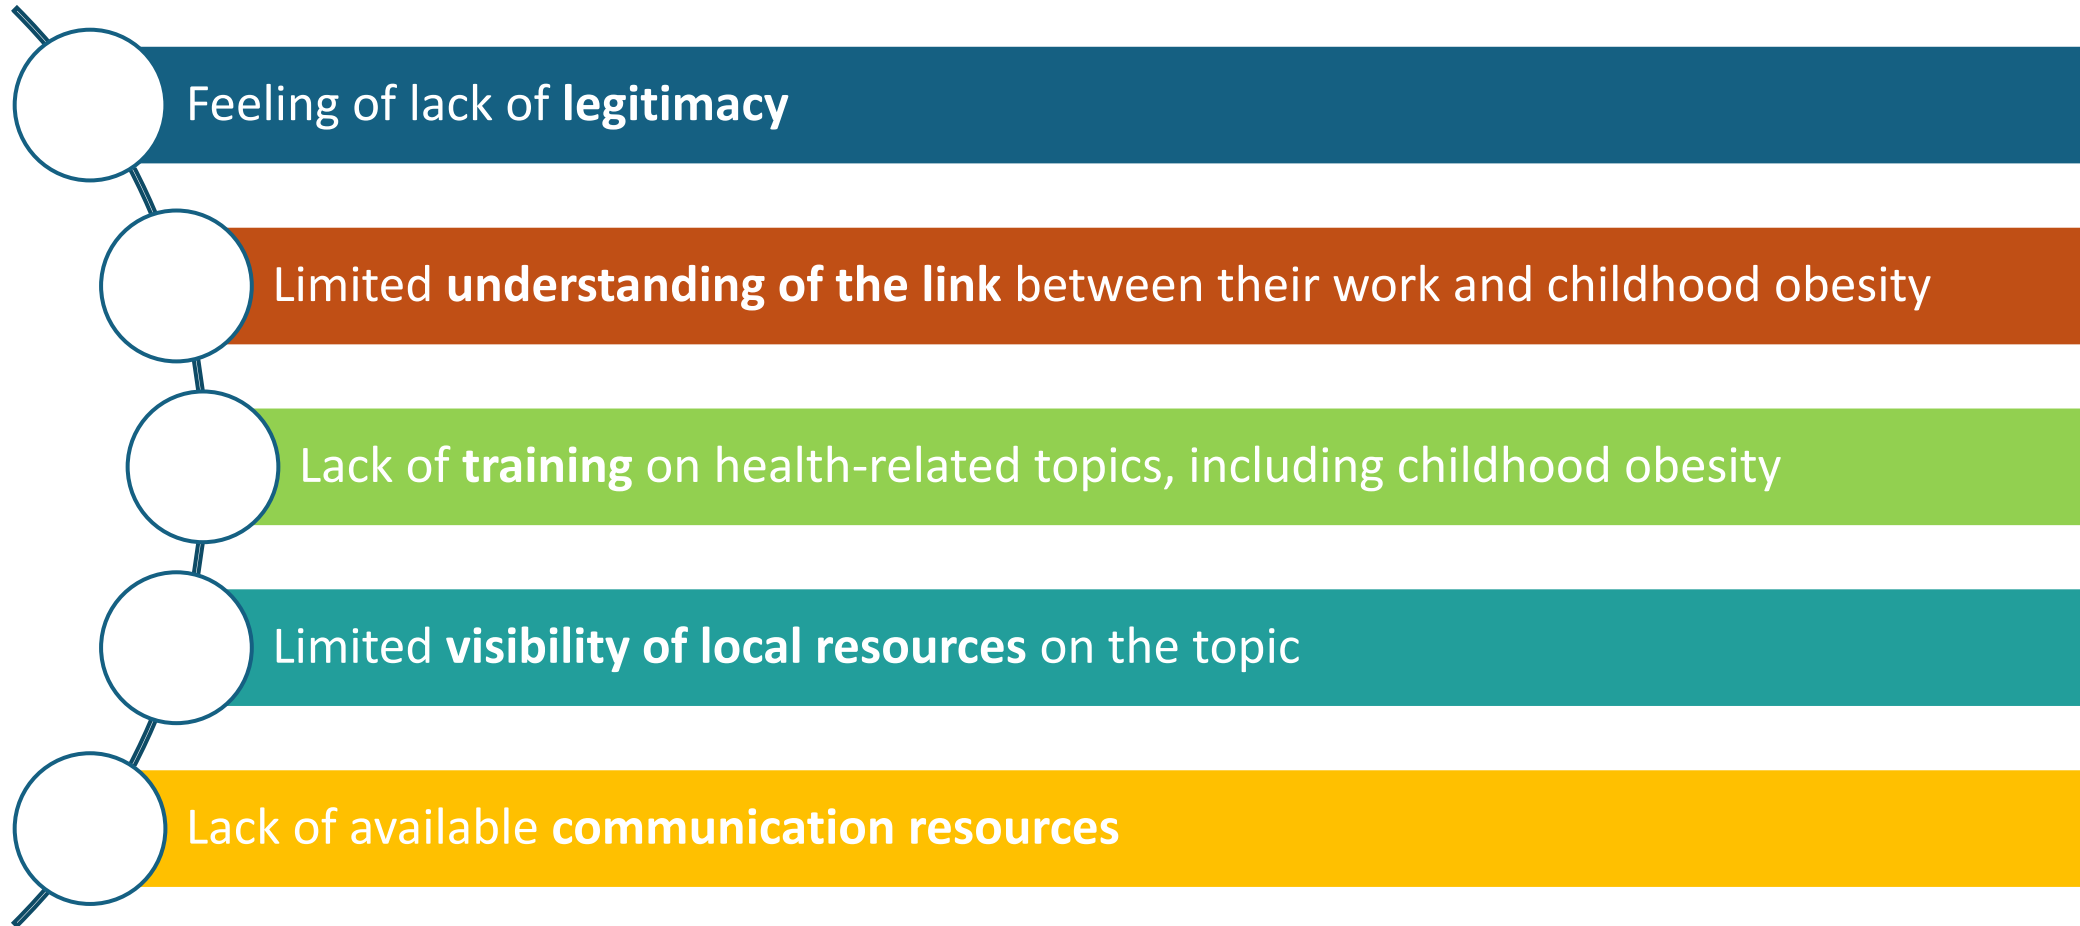 Feeling of lack of legitimacy
Limited understanding of the link between their work and childhood obesity
Lack of training on health-related topics, including childhood obesity
Limited visibility of local resources on the topic
Lack of available communication resources